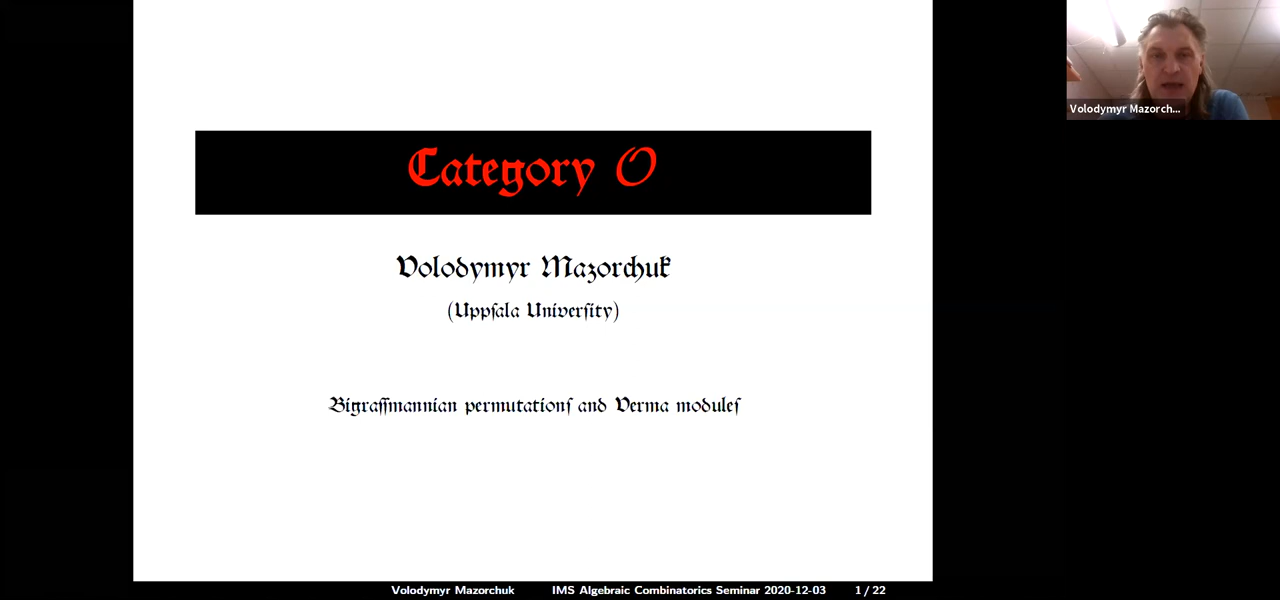 Category O
Volodymyr Mazorchuk
(Uppſala Univerſity)
Bigraſſmannian permutationſ and Verma moduleſ
Volodymyr Mazorchuk IMS Algebraic Combinatorics Seminar 2020-12-03 1 / 22
Volodymyr Mazorch...